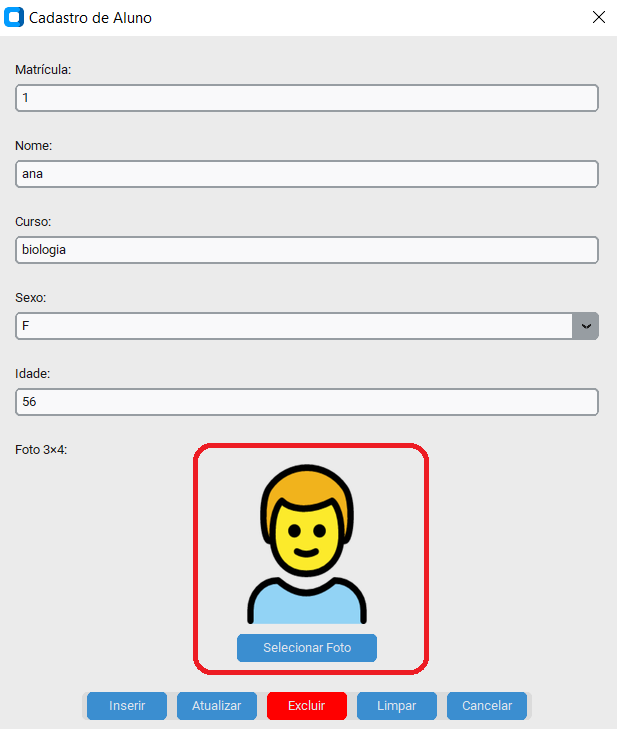 Cadastro de Aluno
Matrícula:
1
Nome:
ana
Curso:
biologia
Sexo:
F
Idade:
56
Foto 3×4:
Selecionar Foto
Inserir Atualizar Excluir Limpar Cancelar